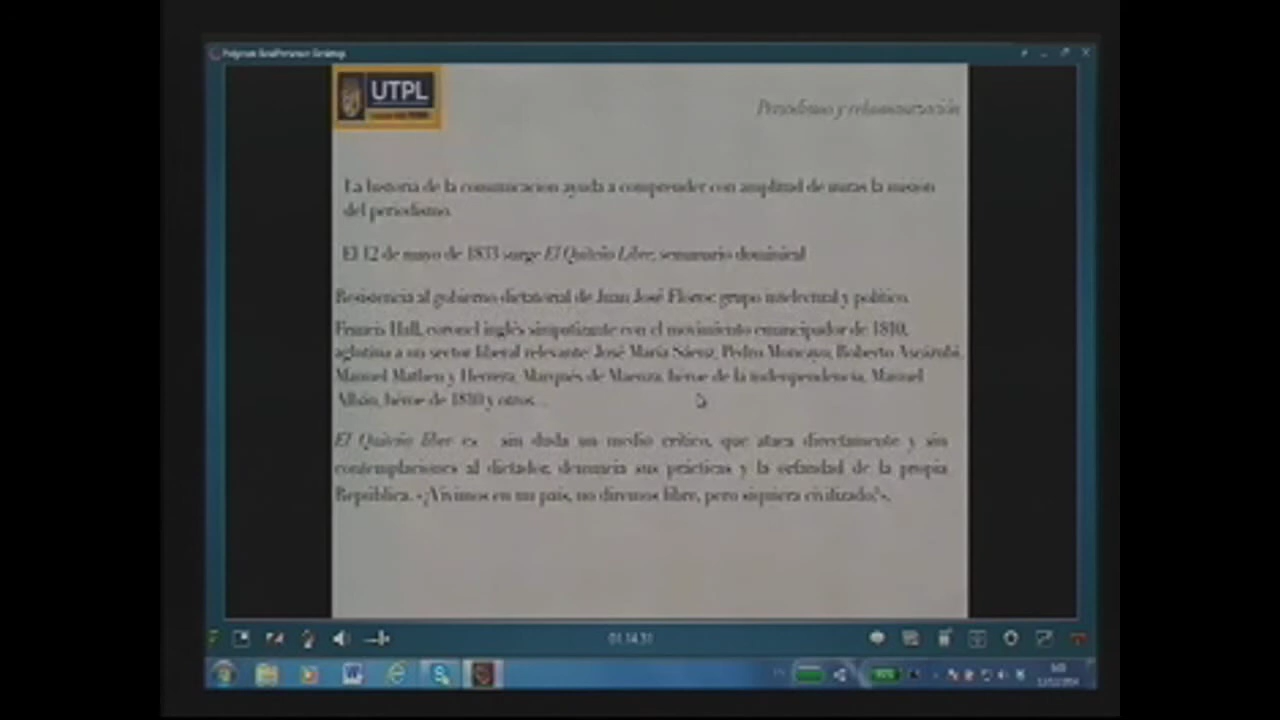 UTPL
Periodismo y
La historia de la comunicación ayuda a comprender con amplitud de miras la misión
del periodismo.
El 12 de mayo de 1833 surge El Quiteño Libre, semanario dominical
Resistencia al gobierno dictatorial de Juan José Flores: grupo intelectual y político.
Francis Hall, coronel inglés simpatizante con el movimiento emancipador de 1810,
aglutina a un sector liberal relevante: José María Sáenz, Pedro Moncayo, Roberto Ascázubi,
Manuel Matheu y Herrera, Marqués de Maenza, héroe de la independencia, Manuel
héroe de 1810 y otros...
El Quiteño libre es sin duda un medio crítico, que ataca directamente y sin
contemplaciones al dictador, denuncia sus prácticas y la orfandad de la propia
República. «¿Vivimos en un país, no diremos libre, pero siquiera civilizado?».